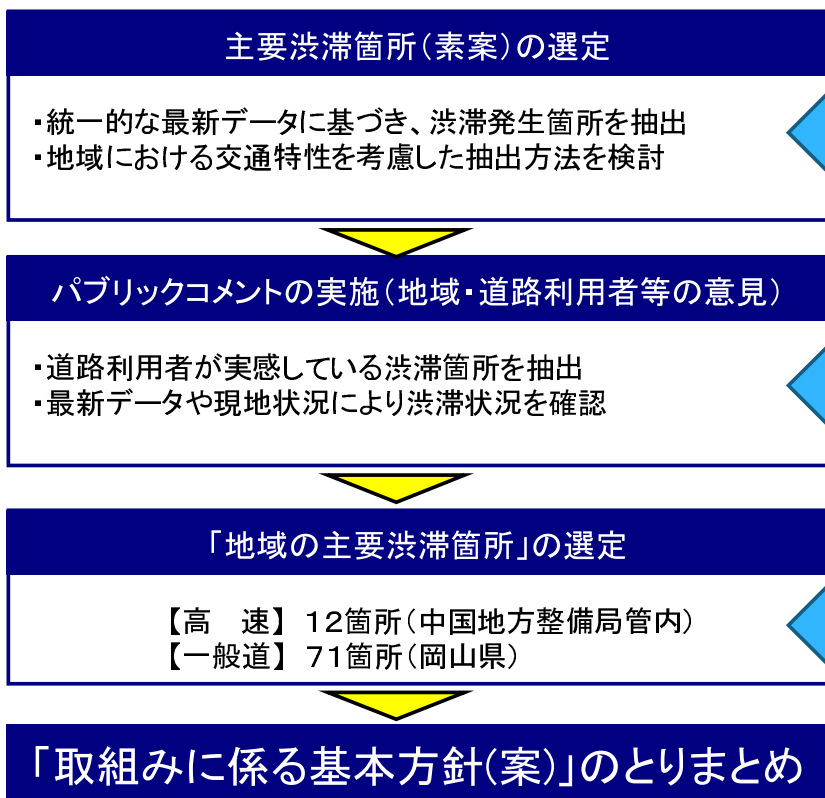 主要渋滞箇所（素案）の選定
・統一的な最新データに基づき、渋滞発生箇所を抽出
・地域における交通特性を考慮した抽出方法を検討
パブリックコメントの実施（地域・道路利用者等の意見）
・道路利用者が実感している渋滞箇所を抽出
・最新データや現地状況により渋滞状況を確認
「地域の主要渋滞箇所」の選定
【高　速】 １２箇所（中国地方整備局管内）
【一般道】 ７１箇所（岡山県）
「取組みに係る基本方針(案)」のとりまとめ